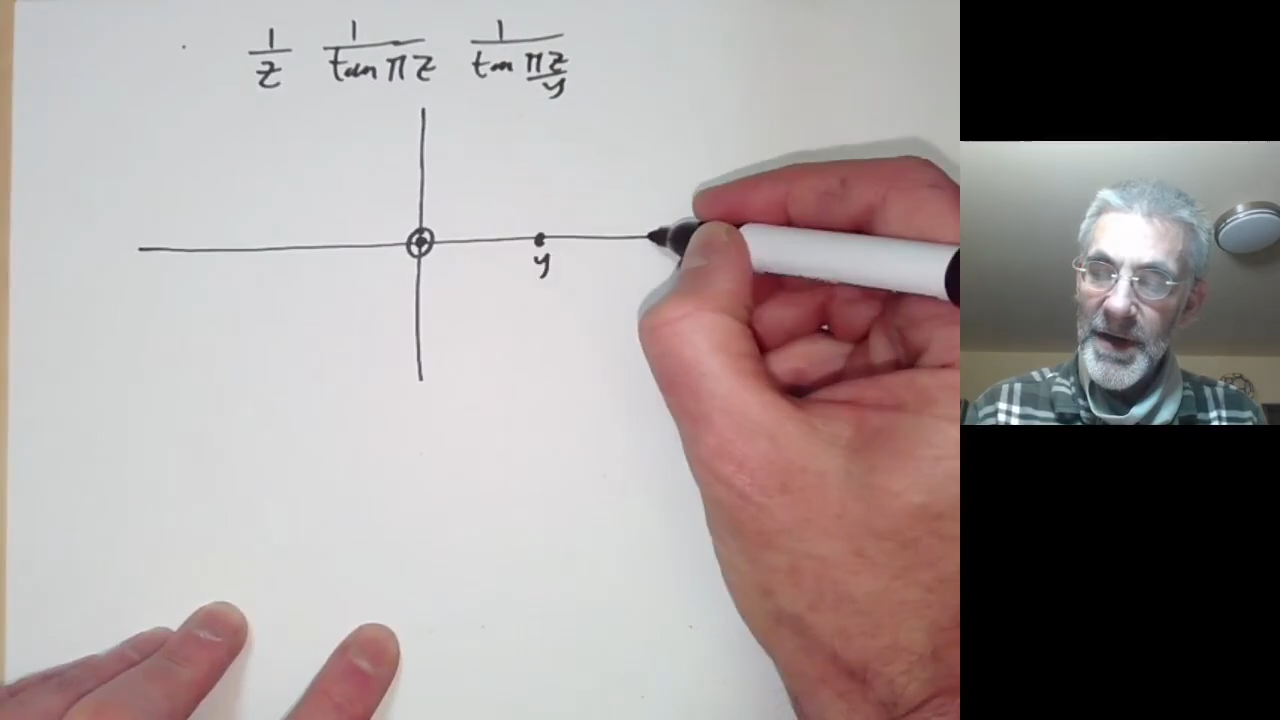 1/z 1/(tan πz) 1/(tan πz/y)
y